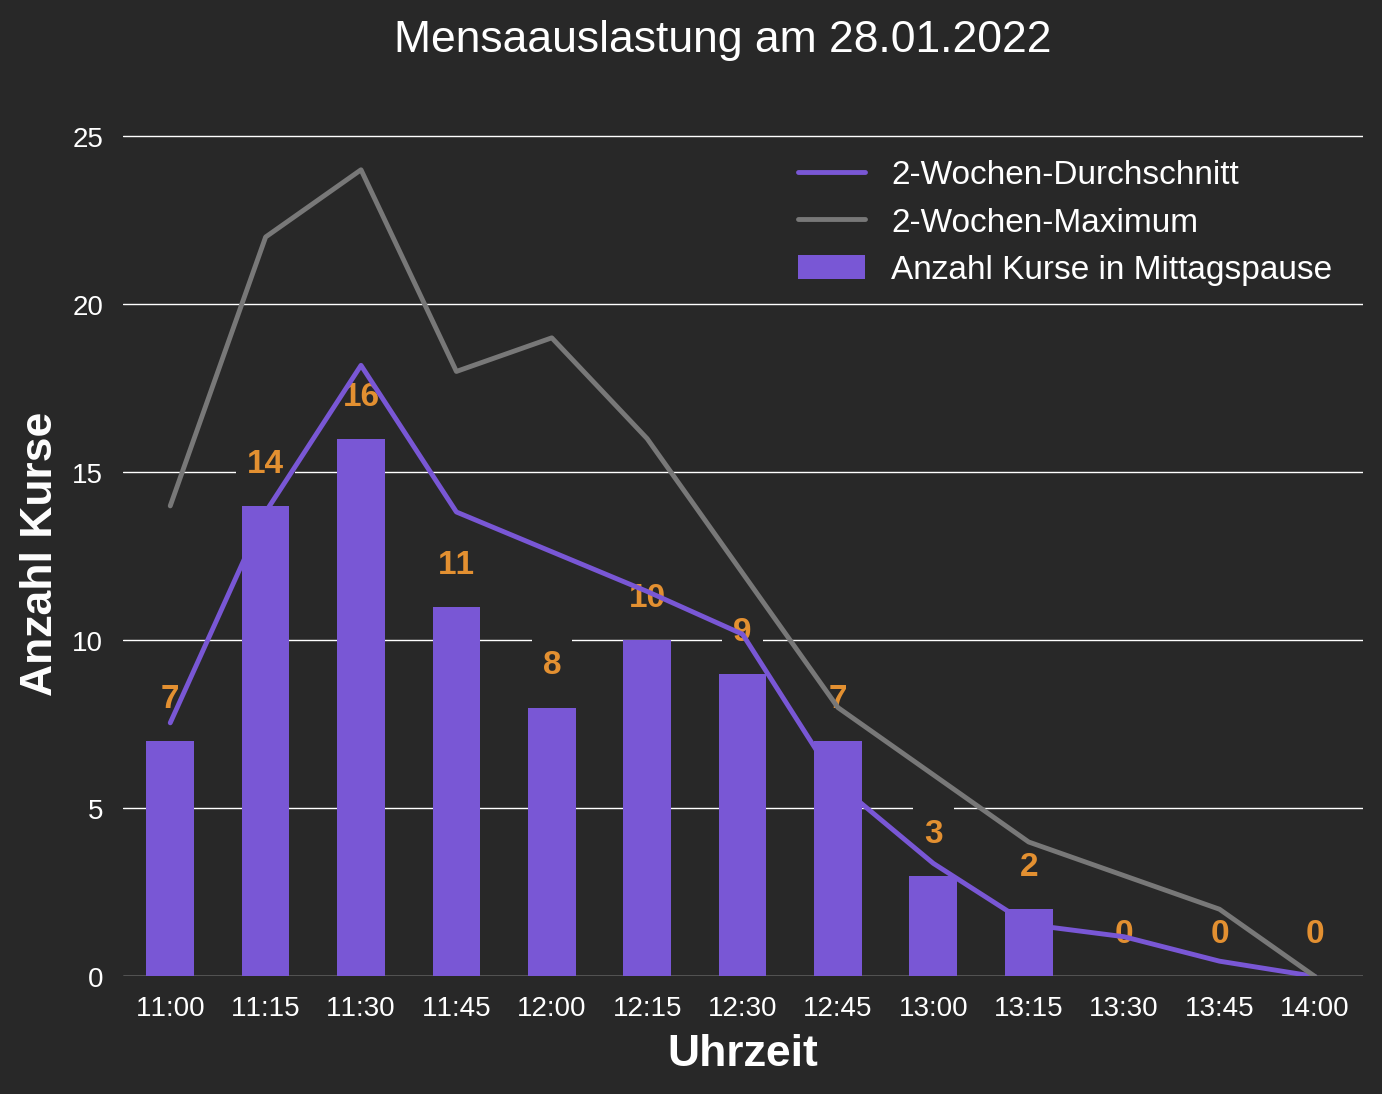 Mensaauslastung am 28.01.2022
25
2-Wochen-Durchschnitt
2-Wochen-Maximum
Anzahl Kurse in Mittagspause
20
16
14
15
11
10
9
10
8
7
7
5
3
2
0
0
0
0
Anzahl Kurse
11:00 11:15 11:30 11:45 12:00 12:15 12:30 12:45 13:00 13:15 13:30 13:45 14:00
Uhrzeit